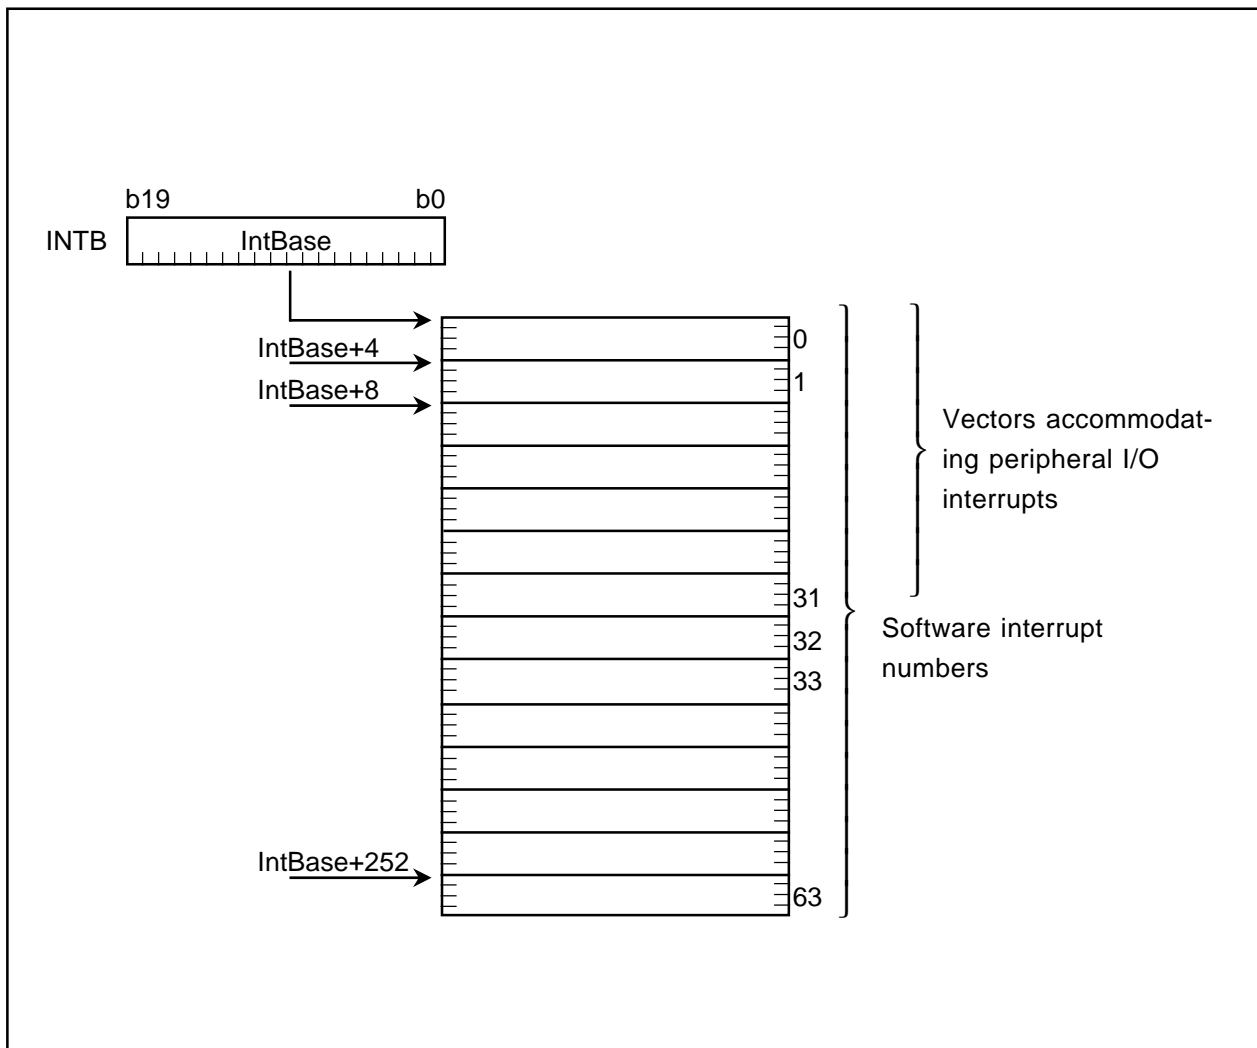 b19 b0
INTB IntBase
IntBase+4
IntBase+8
IntBase+252
0
1
31
32
33
63
Vectors accommodat-
ing peripheral I/O
interrupts
Software interrupt
numbers